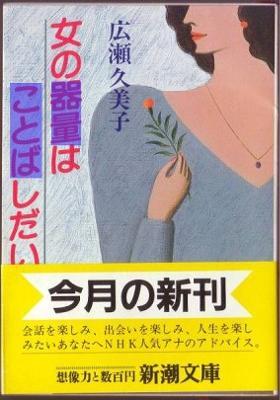 広瀬久美子
女の器量は
ことばしだい
今月の新刊
会話を楽しみ、出会いを楽しみ、人生を楽し
みたいあなたへNHK人気アナのアドバイス。
想像力と数百円 新潮文庫